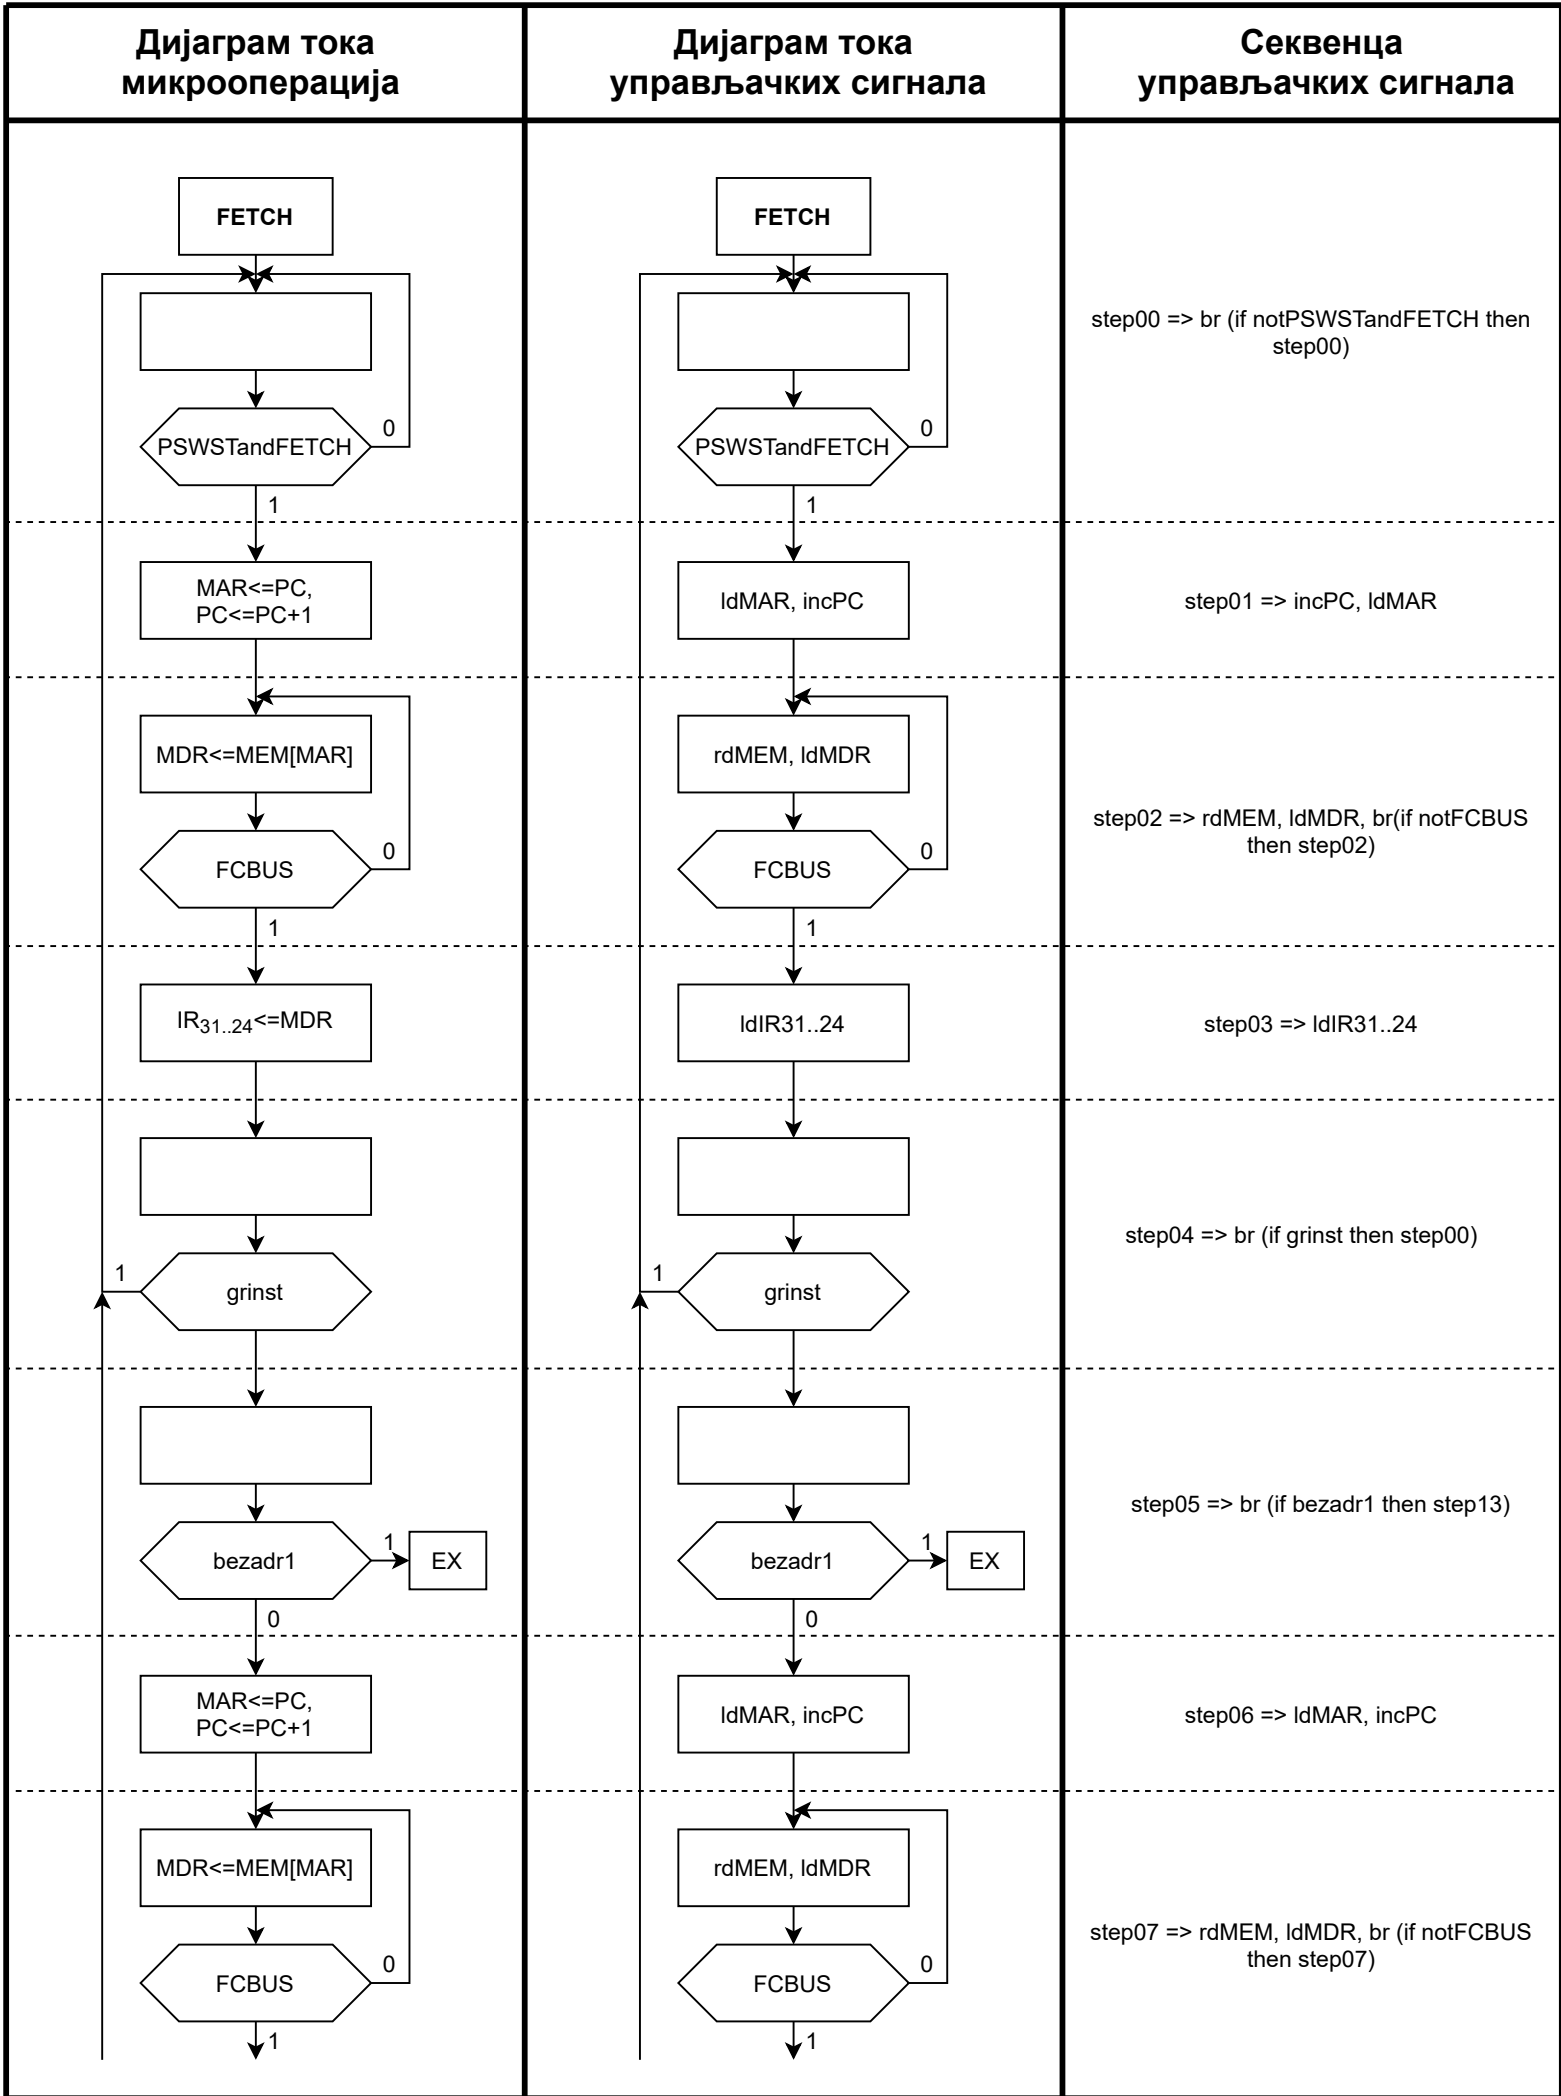 Дијаграм тока
микрооперација
Дијаграм тока
управљачких сигнала
Секвенца
управљачких сигнала
FETCH
FETCH
step00 => br (if notPSWSTandFETCH then
step00)
PSWSTandFETCH
0
PSWSTandFETCH
0
1
1
MAR<=PC,
PC<=PC+1
ldMAR, incPC
step01 => incPC, ldMAR
MDR<=MEM[MAR]
rdMEM, ldMDR
step02 => rdMEM, ldMDR, br(if notFCBUS
then step02)
FCBUS
0
FCBUS
0
1
1
IR31..24<=MDR
ldIR31..24
step03 => ldIR31..24
step04 => br (if grinst then step00)
1
grinst
1
grinst
step05 => br (if bezadr1 then step13)
bezadr1
1
EX
bezadr1
1
EX
0
0
MAR<=PC,
PC<=PC+1
ldMAR, incPC
step06 => ldMAR, incPC
MDR<=MEM[MAR]
rdMEM, ldMDR
step07 => rdMEM, ldMDR, br (if notFCBUS
then step07)
FCBUS
0
FCBUS
0
1
1